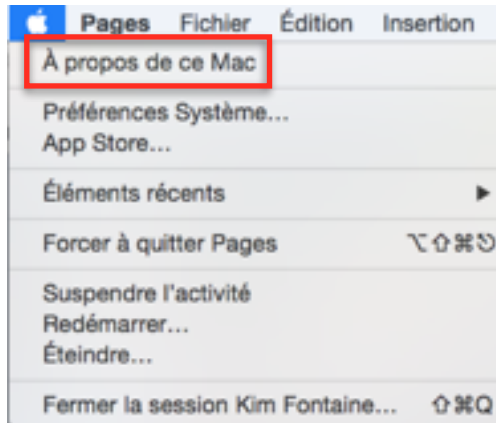 Pages Fichier Édition Insertion
À propos de ce Mac
Préférences Système...
App Store...
Éléments récents ▶
Forcer à quitter Pages ⌥⇧⌘⎋
Suspendre l'activité
Redémarrer...
Éteindre...
Fermer la session Kim Fontaine... ⇧⌘Q